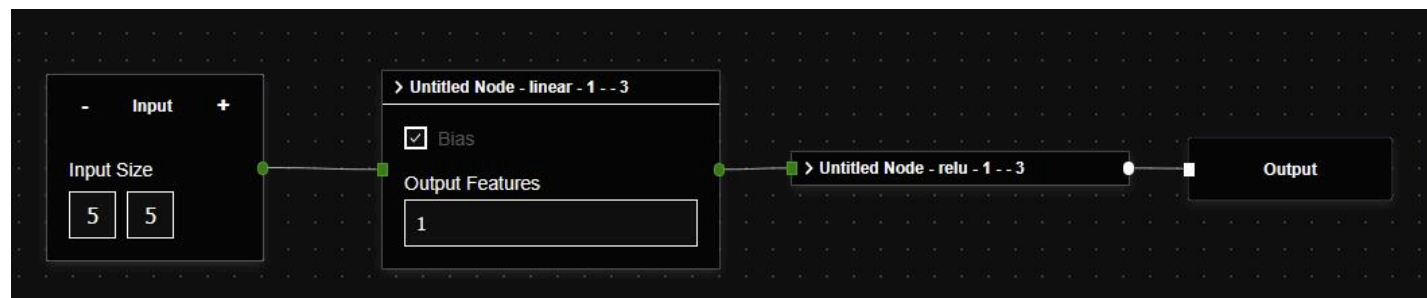 - Input +
Input Size
5 5
> Untitled Node - linear - 1 - - 3
Bias
Output Features
1
> Untitled Node - relu - 1 - - 3
Output